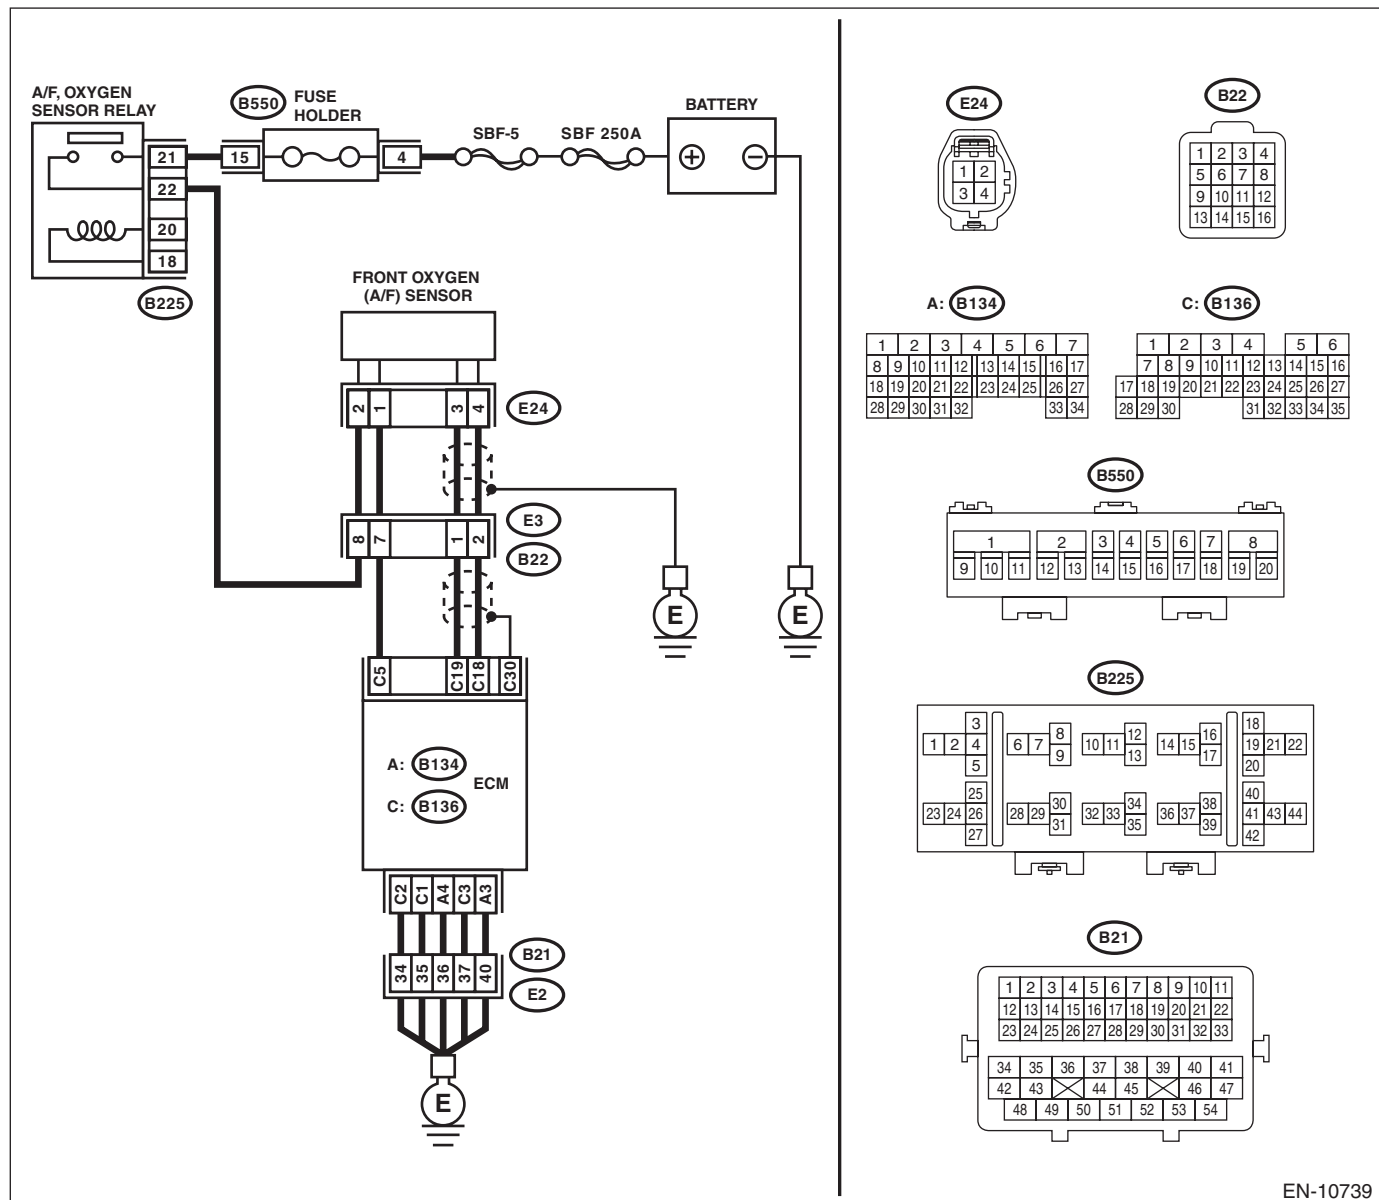 A/F, OXYGEN
SENSOR RELAY
B550
FUSE
HOLDER
SBF-5
SBF 250A
BATTERY
21
15
4
22
20
18
B225
FRONT OXYGEN
(A/F) SENSOR
2 1 3 4
E24
E3
8 7 1 2
B22
E
E
C5 C19 C18 C30
A: B134
ECM
C: B136
C2 C1 A4 C3 A3
B21
34 35 36 37 40
E2
E
E24
1 2
3 4
B22
1 2 3 4
5 6 7 8
9 10 11 12
13 14 15 16
A: B134
1 2 3 4 5 6 7
8 9 10 11 12 13 14 15 16 17
18 19 20 21 22 23 24 25 26 27
28 29 30 31 32 33 34
C: B136
1 2 3 4 5 6
7 8 9 10 11 12 13 14 15 16
17 18 19 20 21 22 23 24 25 26 27
28 29 30 31 32 33 34 35
B550
1 2 3 4 5 6 7 8
9 10 11 12 13 14 15 16 17 18 19 20
B225
3 8 12 16 18
1 2 4 6 7 10 11 14 15 19 21 22
5 9 13 17 20
25 30 34 38 40
23 24 26 28 29 32 33 36 37 41 43 44
27 31 35 39 42
B21
1 2 3 4 5 6 7 8 9 10 11
12 13 14 15 16 17 18 19 20 21 22
23 24 25 26 27 28 29 30 31 32 33
34 35 36 37 38 39 40 41
42 43 44 45 46 47
48 49 50 51 52 53 54
EN-10739